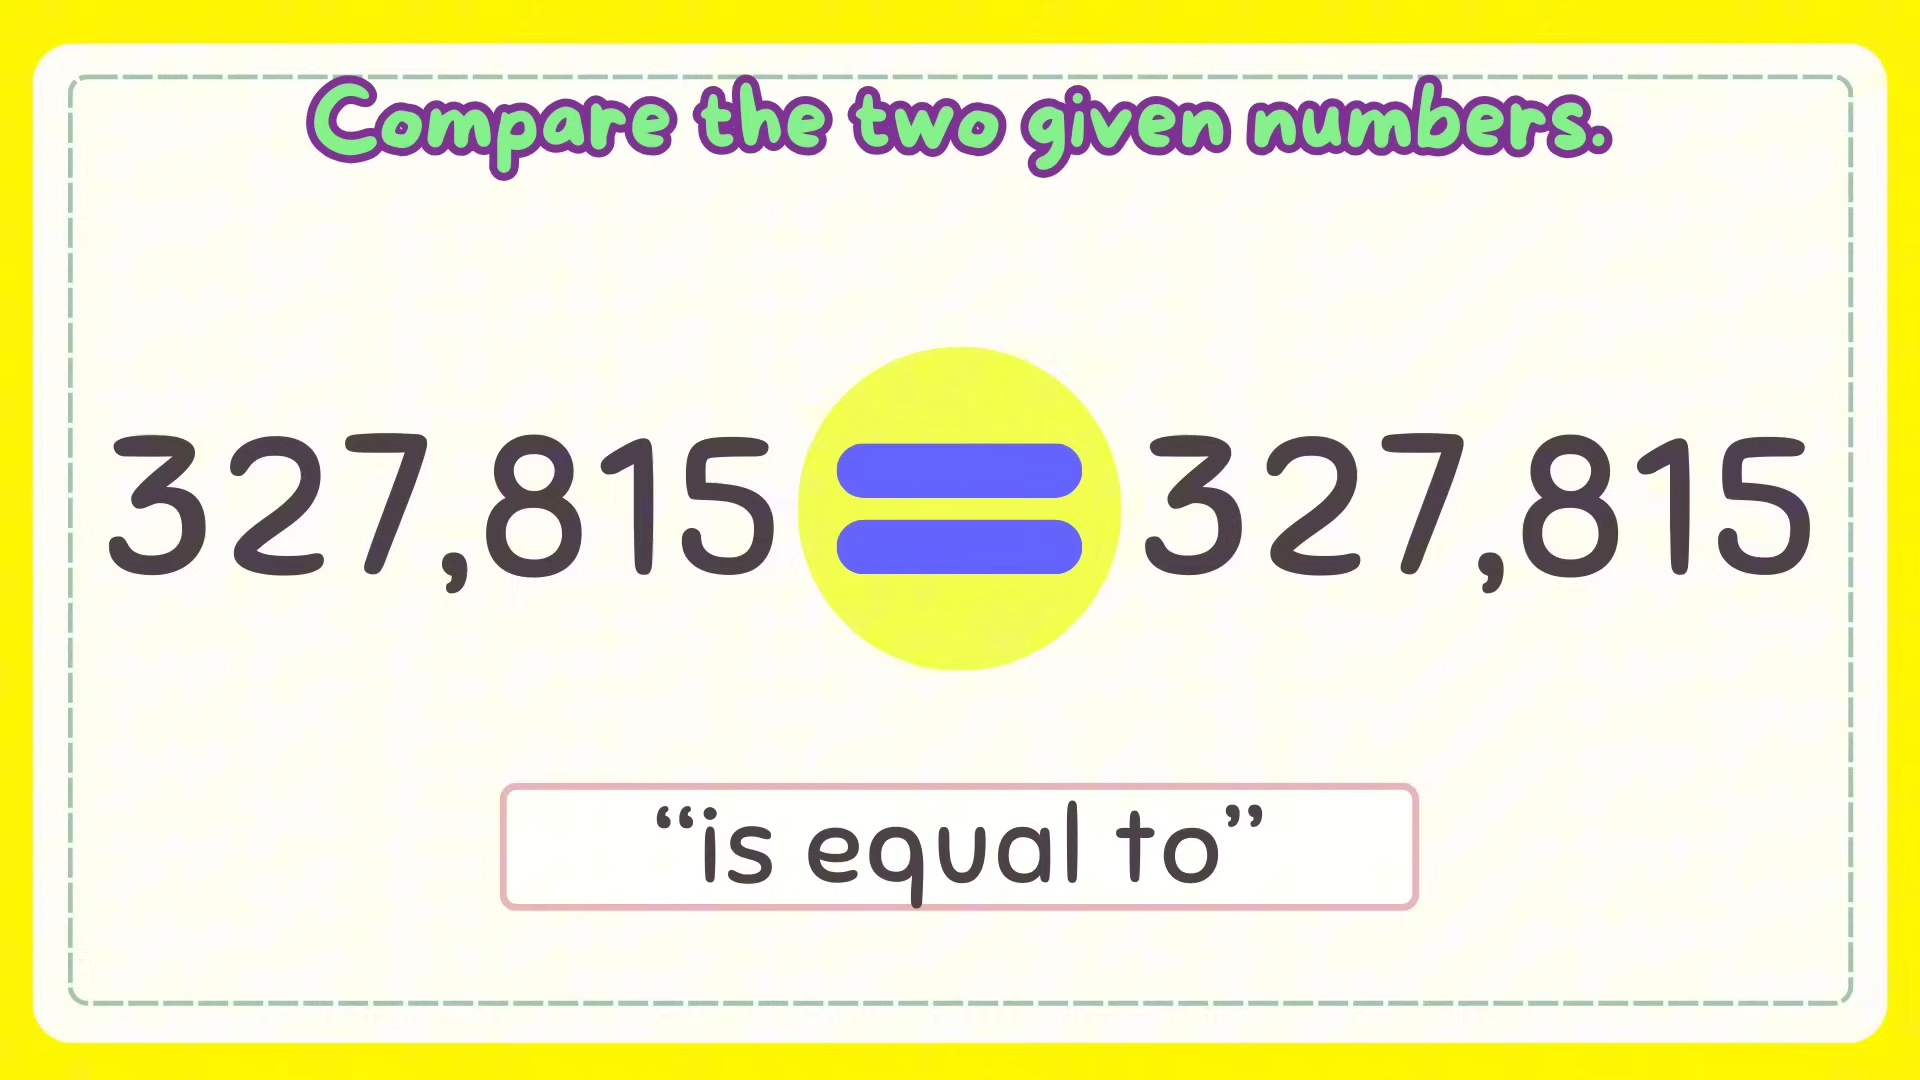 Compare the two given numbers.
327,815 = 327,815
“is equal to”